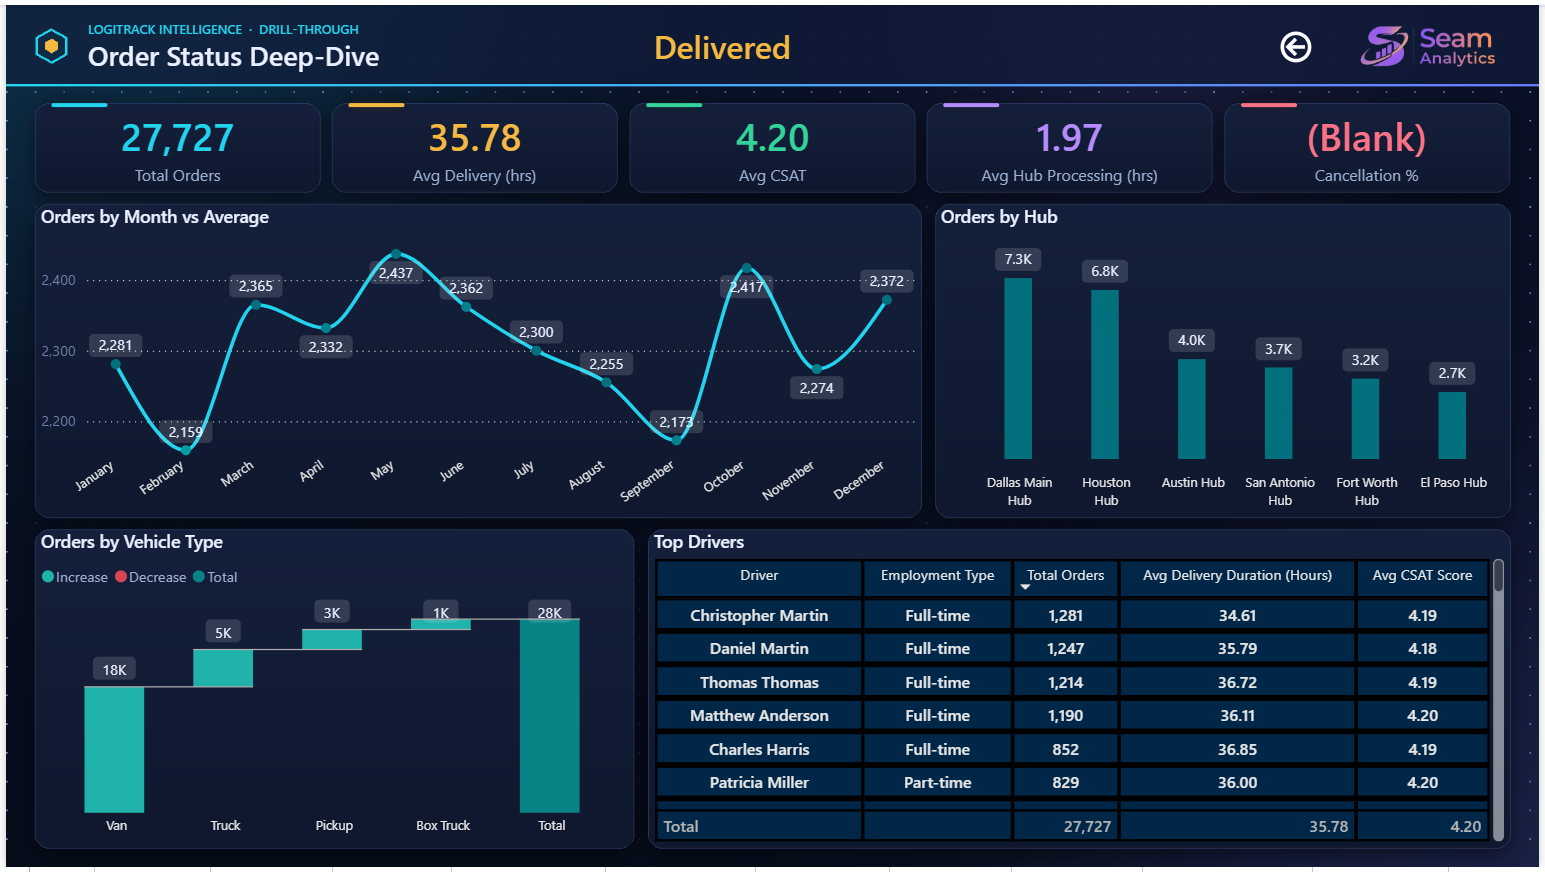 LOGITRACK INTELLIGENCE · DRILL-THROUGH
Order Status Deep-Dive
Delivered
Seam
Analytics
27,727
Total Orders
35.78
Avg Delivery (hrs)
4.20
Avg CSAT
1.97
Avg Hub Processing (hrs)
(Blank)
Cancellation %
Orders by Month vs Average
2,400
2,300
2,200
2,281
2,159
2,365
2,332
2,437
2,362
2,300
2,255
2,173
2,417
2,274
2,372
January
February
March
April
May
June
July
August
September
October
November
December
Orders by Hub
7.3K
6.8K
4.0K
3.7K
3.2K
2.7K
Dallas Main
Hub
Houston
Hub
Austin Hub
San Antonio
Hub
Fort Worth
Hub
El Paso Hub
Orders by Vehicle Type
Increase Decrease Total
18K
5K
3K
1K
28K
Van Truck Pickup Box Truck Total
Top Drivers
Driver Employment Type Total Orders Avg Delivery Duration (Hours) Avg CSAT Score
Christopher Martin Full-time 1,281 34.61 4.19
Daniel Martin Full-time 1,247 35.79 4.18
Thomas Thomas Full-time 1,214 36.72 4.19
Matthew Anderson Full-time 1,190 36.11 4.20
Charles Harris Full-time 852 36.85 4.19
Patricia Miller Part-time 829 36.00 4.20
Total 27,727 35.78 4.20